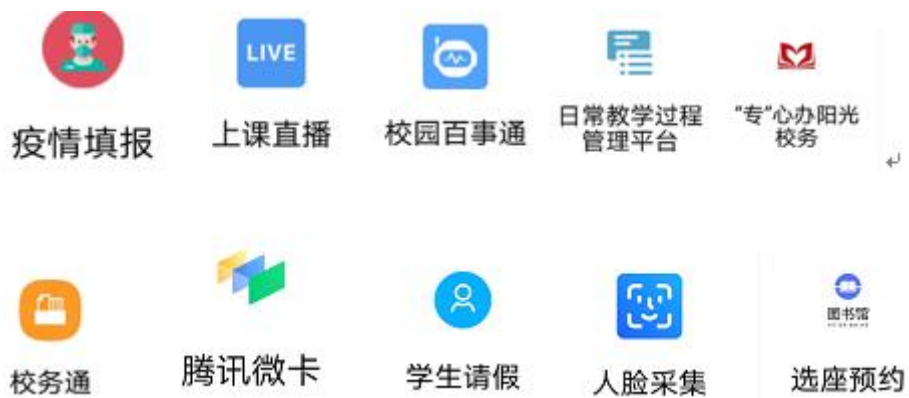 LIVE
疫情填报
上课直播
校园百事通
日常教学过程
管理平台
"专"心办阳光
校务
图书馆
校务通
腾讯微卡
学生请假
人脸采集
选座预约